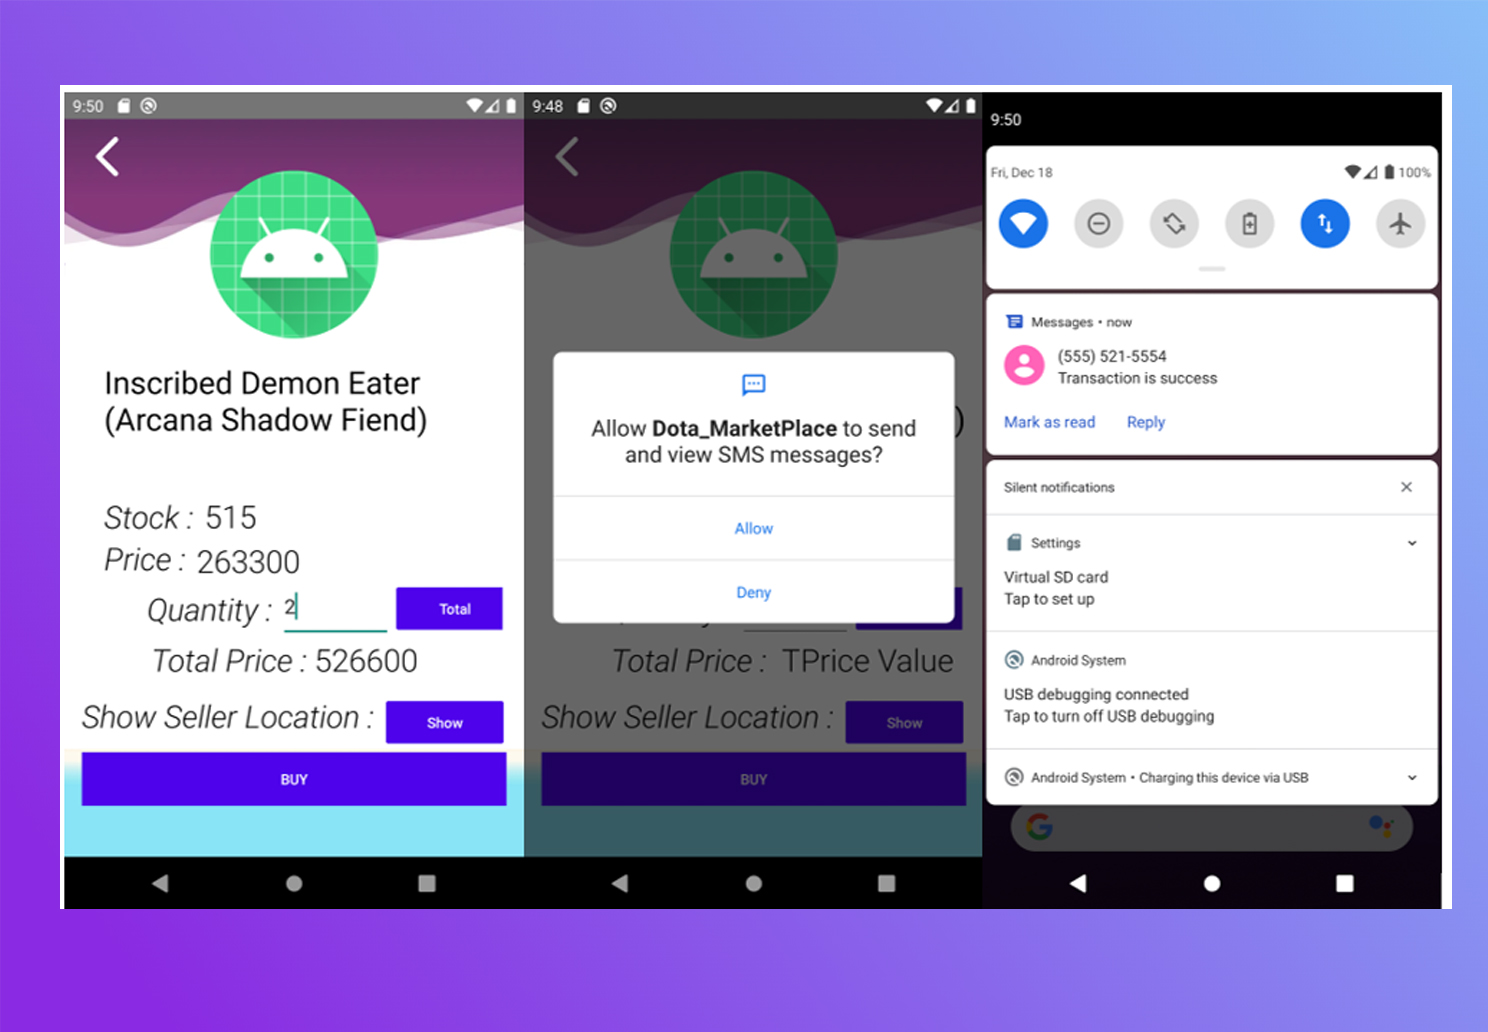 9:50
Inscribed Demon Eater
(Arcana Shadow Fiend)
Stock : 515
Price : 263300
Quantity : 2
Total
Total Price : 526600
Show Seller Location :
Show
BUY
9:48
)
Allow Dota_MarketPlace to send
and view SMS messages?
Allow
Deny
Total Price : TPrice Value
Show Seller Location :
Show
BUY
9:50
Fri, Dec 18
100%
Messages • now
(555) 521-5554
Transaction is success
Mark as read
Reply
Silent notifications
Settings
Virtual SD card
Tap to set up
Android System
USB debugging connected
Tap to turn off USB debugging
Android System • Charging this device via USB